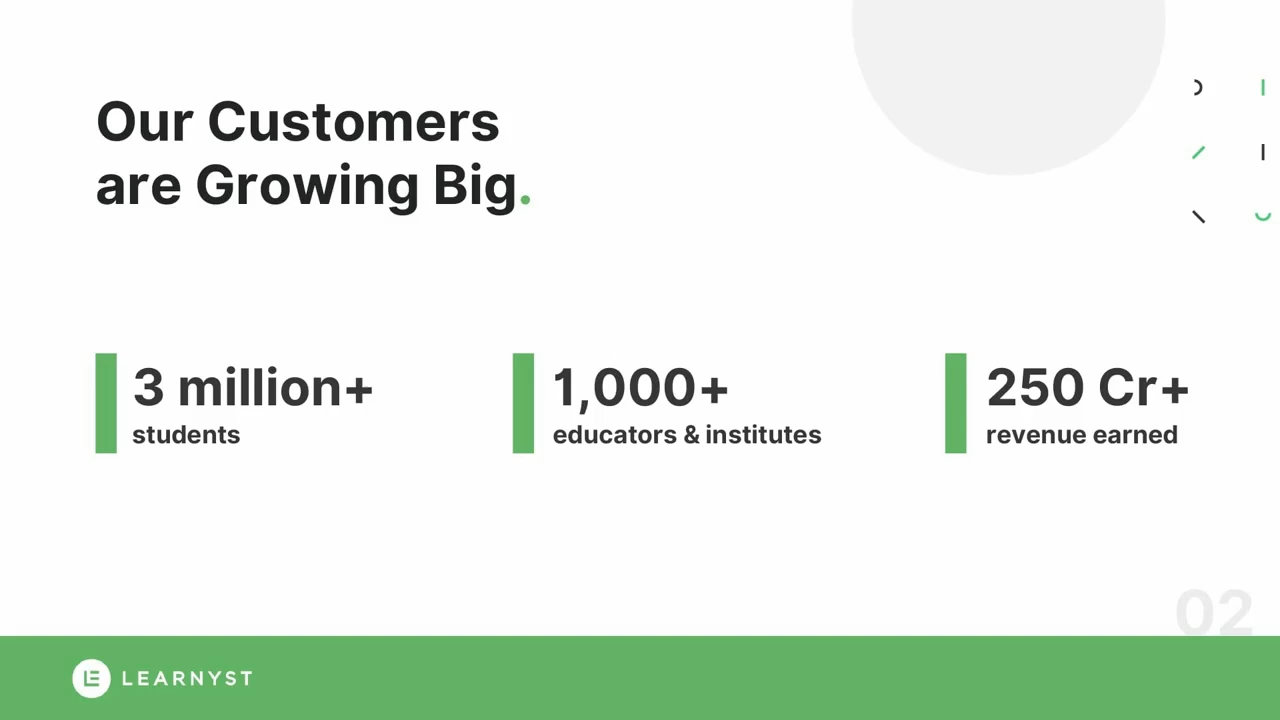 Our Customers
are Growing Big.
3 million+
students
1,000+
educators & institutes
250 Cr+
revenue earned
02
LEARNYST